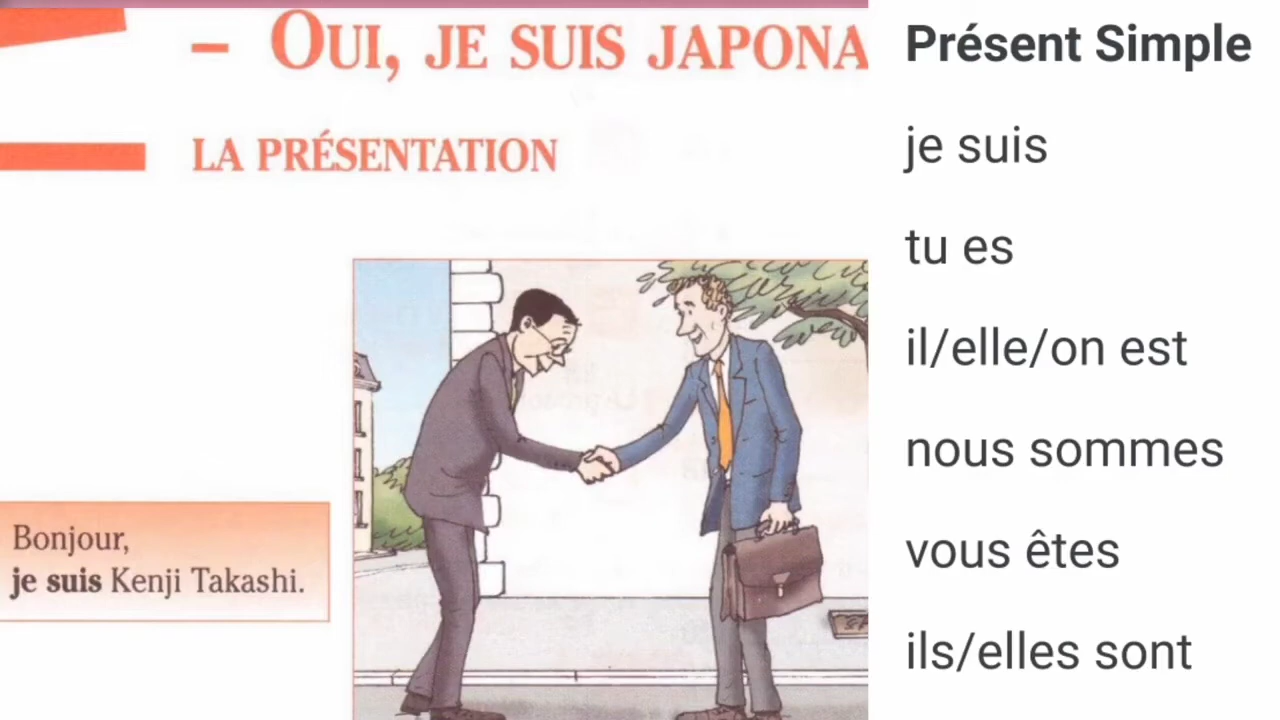 – OUI, JE SUIS JAPONA
LA PRÉSENTATION
Bonjour,
je suis Kenji Takashi.
Présent Simple
je suis
tu es
il/elle/on est
nous sommes
vous êtes
ils/elles sont